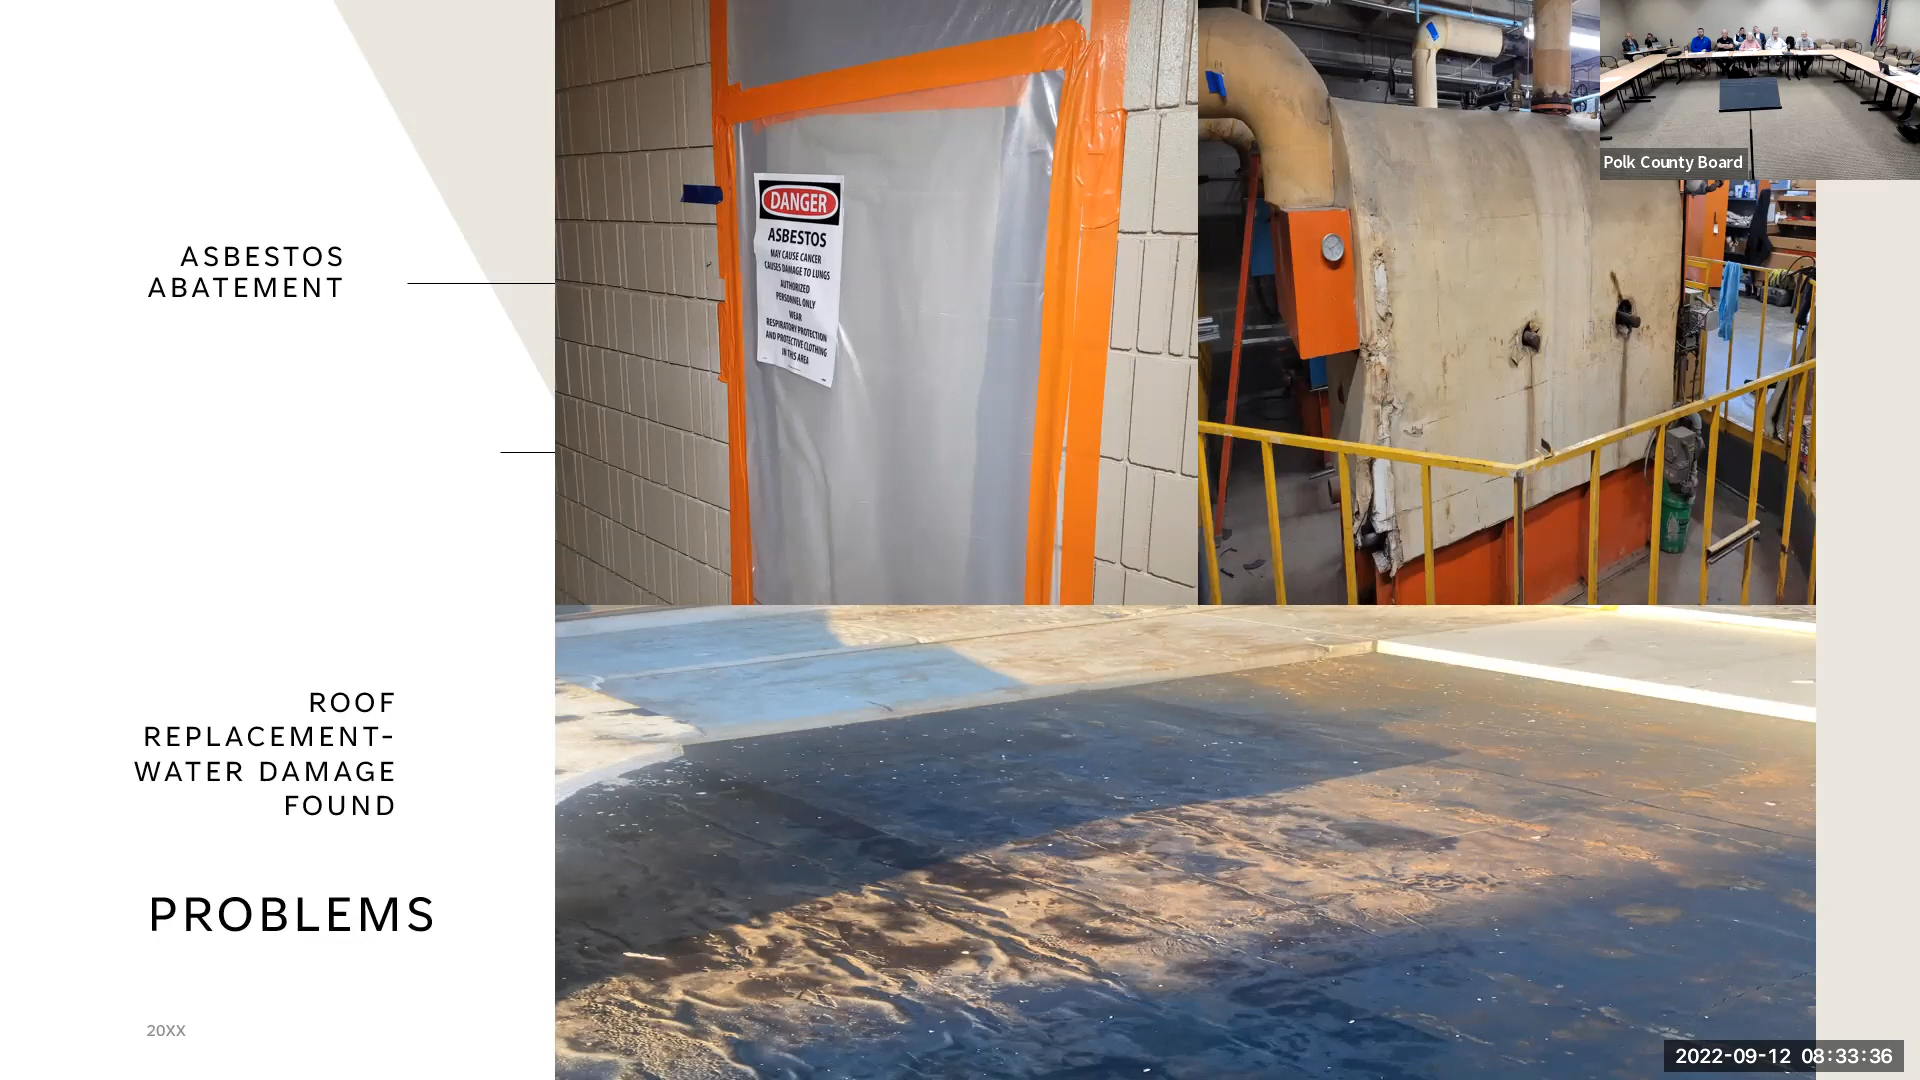 ASBESTOS
ABATEMENT
ROOF
REPLACEMENT-
WATER DAMAGE
FOUND
PROBLEMS
20XX
DANGER
ASBESTOS
MAY CAUSE CANCER
CAUSES DAMAGE TO LUNGS
AUTHORIZED
PERSONNEL ONLY
WEAR
RESPIRATORY PROTECTION
AND PROTECTIVE CLOTHING
IN THIS AREA
Polk County Board
2022-09-12 08:33:36